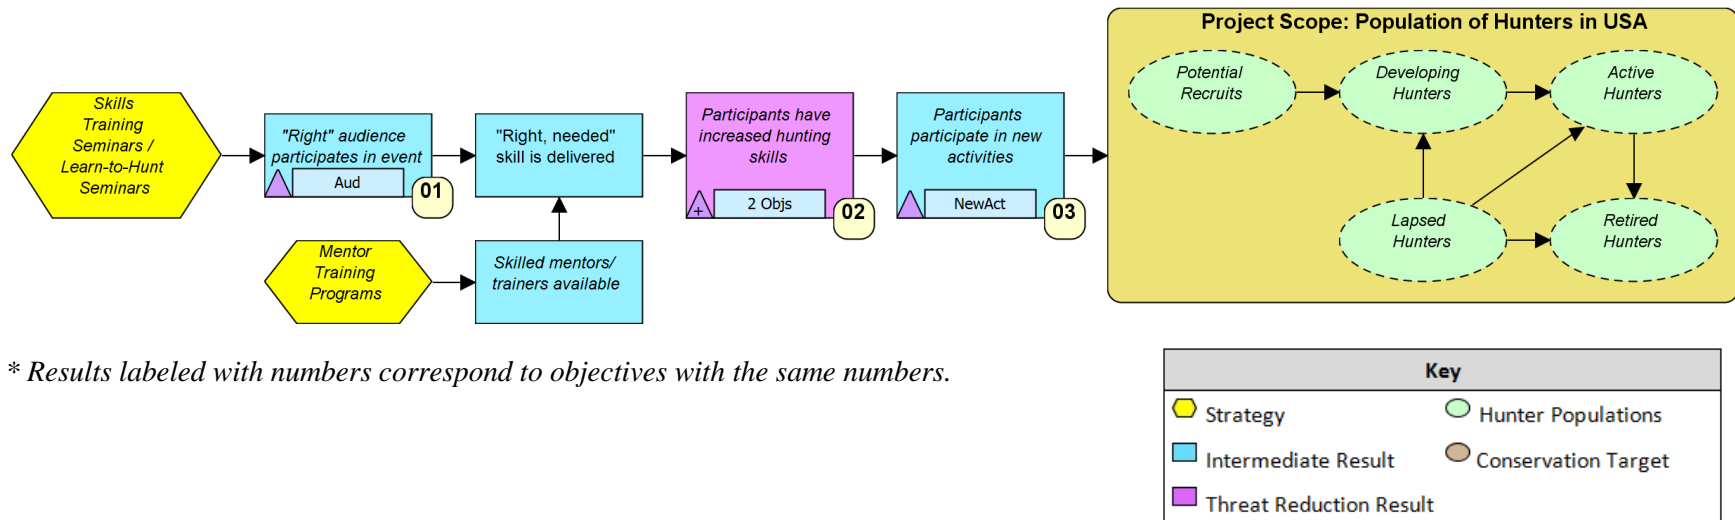 Project Scope: Population of Hunters in USA
Skills
Training
Seminars /
Learn-to-Hunt
Seminars
"Right" audience
participates in event
Aud
01
"Right, needed"
skill is delivered
Participants have
increased hunting
skills
+
2 Objs
02
Participants
participate in new
activities
NewAct
03
Potential
Recruits
Developing
Hunters
Active
Hunters
Lapsed
Hunters
Retired
Hunters
Mentor
Training
Programs
Skilled mentors/
trainers available
* Results labeled with numbers correspond to objectives with the same numbers.
Key
Strategy
Hunter Populations
Intermediate Result
Conservation Target
Threat Reduction Result